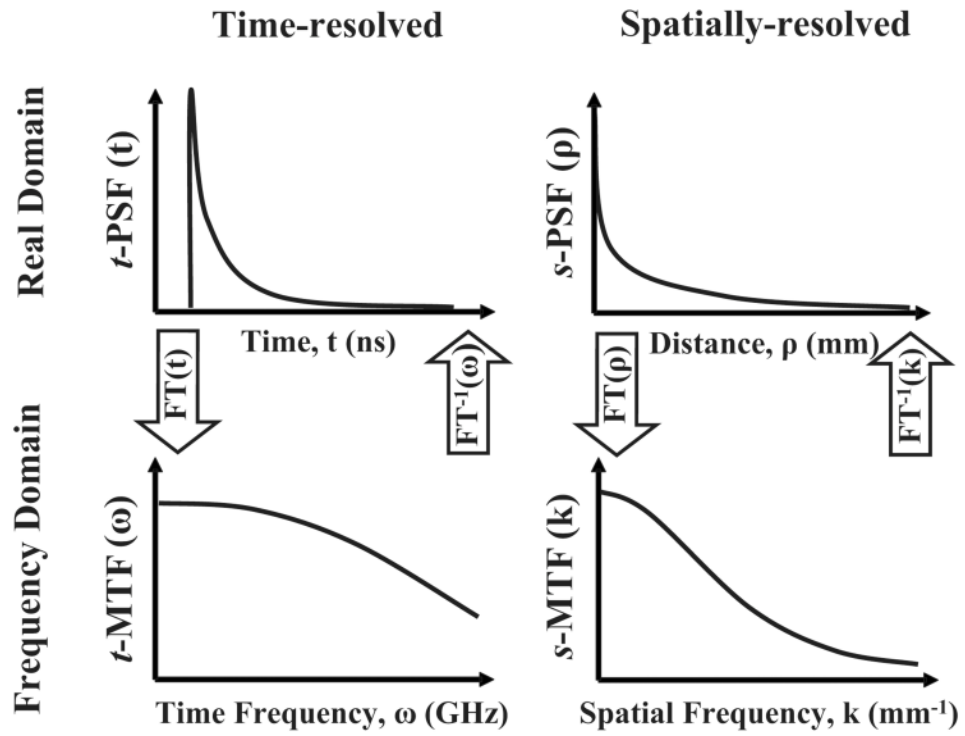 Time-resolved
Spatially-resolved
Real Domain
t-PSF (t)
Time, t (ns)
s-PSF (ρ)
Distance, ρ (mm)
FT(t)
FT⁻¹(ω)
FT(ρ)
FT⁻¹(k)
Frequency Domain
t-MTF (ω)
Time Frequency, ω (GHz)
s-MTF (k)
Spatial Frequency, k (mm⁻¹)